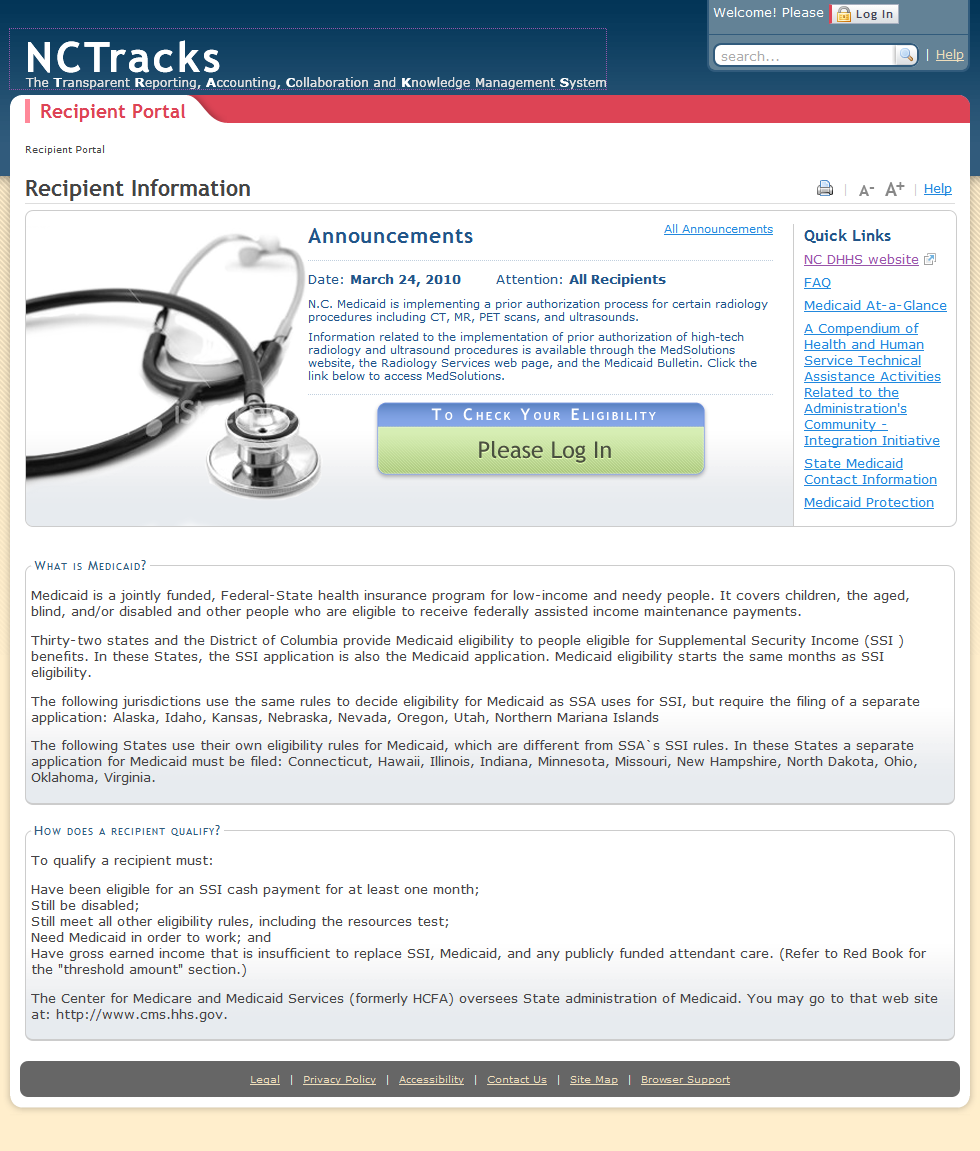 Welcome! Please Log In
search... | Help
NCTracks
The Transparent Reporting, Accounting, Collaboration and Knowledge Management System
Recipient Portal
Recipient Portal
Recipient Information
| A- A+ | Help
Announcements
All Announcements
Date: March 24, 2010 Attention: All Recipients
N.C. Medicaid is implementing a prior authorization process for certain radiology
procedures including CT, MR, PET scans, and ultrasounds.
Information related to the implementation of prior authorization of high-tech
radiology and ultrasound procedures is available through the MedSolutions
website, the Radiology Services web page, and the Medicaid Bulletin. Click the
link below to access MedSolutions.
To Check Your Eligibility
Please Log In
Quick Links
NC DHHS website
FAQ
Medicaid At-a-Glance
A Compendium of
Health and Human
Service Technical
Assistance Activities
Related to the
Administration's
Community -
Integration Initiative
State Medicaid
Contact Information
Medicaid Protection
What is Medicaid?
Medicaid is a jointly funded, Federal-State health insurance program for low-income and needy people. It covers children, the aged,
blind, and/or disabled and other people who are eligible to receive federally assisted income maintenance payments.
Thirty-two states and the District of Columbia provide Medicaid eligibility to people eligible for Supplemental Security Income (SSI )
benefits. In these States, the SSI application is also the Medicaid application. Medicaid eligibility starts the same months as SSI
eligibility.
The following jurisdictions use the same rules to decide eligibility for Medicaid as SSA uses for SSI, but require the filing of a separate
application: Alaska, Idaho, Kansas, Nebraska, Nevada, Oregon, Utah, Northern Mariana Islands
The following States use their own eligibility rules for Medicaid, which are different from SSA`s SSI rules. In these States a separate
application for Medicaid must be filed: Connecticut, Hawaii, Illinois, Indiana, Minnesota, Missouri, New Hampshire, North Dakota, Ohio,
Oklahoma, Virginia.
How does a recipient qualify?
To qualify a recipient must:
Have been eligible for an SSI cash payment for at least one month;
Still be disabled;
Still meet all other eligibility rules, including the resources test;
Need Medicaid in order to work; and
Have gross earned income that is insufficient to replace SSI, Medicaid, and any publicly funded attendant care. (Refer to Red Book for
the "threshold amount" section.)
The Center for Medicare and Medicaid Services (formerly HCFA) oversees State administration of Medicaid. You may go to that web site
at: http://www.cms.hhs.gov.
Legal | Privacy Policy | Accessibility | Contact Us | Site Map | Browser Support